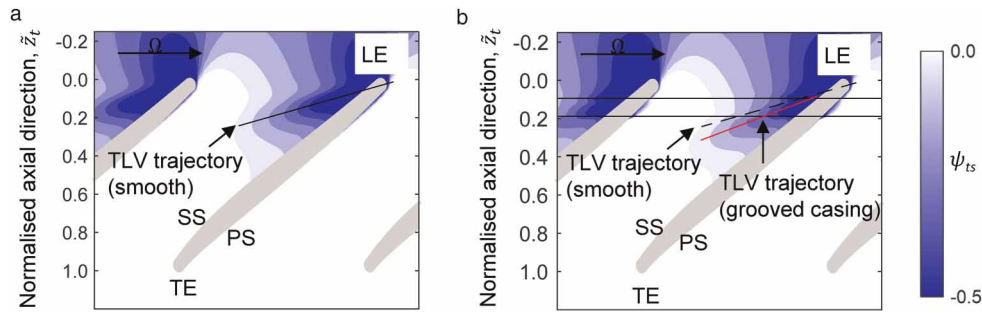 a
Normalised axial direction, z̃t
-0.2
0.0
0.2
0.4
0.6
0.8
1.0
Ω
LE
TLV trajectory
(smooth)
SS
PS
TE
b
Normalised axial direction, z̃t
-0.2
0.0
0.2
0.4
0.6
0.8
1.0
Ω
LE
TLV trajectory
(smooth)
TLV trajectory
(grooved casing)
SS
PS
TE
0.0
ψts
-0.5